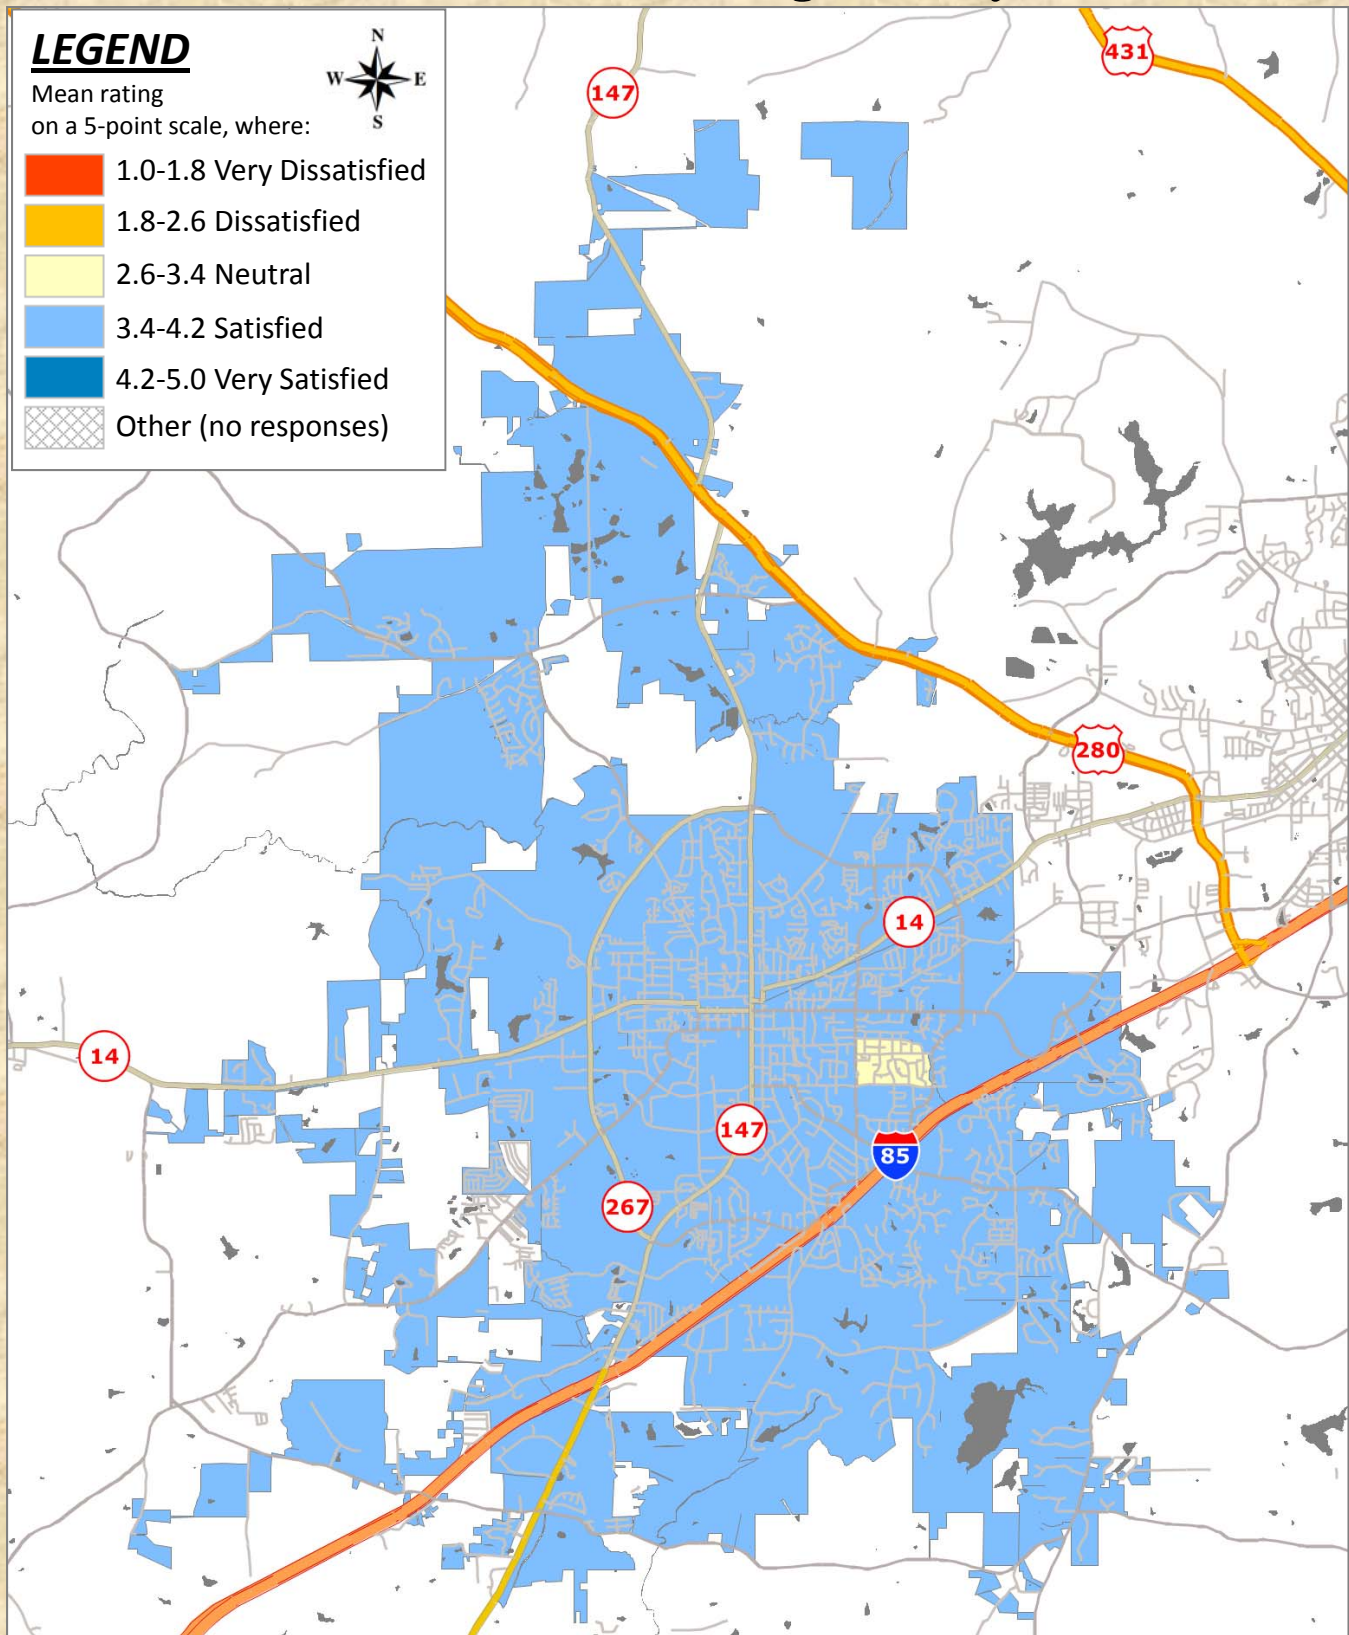 LEGEND
Mean rating
on a 5-point scale, where:
1.0-1.8 Very Dissatisfied
1.8-2.6 Dissatisfied
2.6-3.4 Neutral
3.4-4.2 Satisfied
4.2-5.0 Very Satisfied
Other (no responses)
N
W E
S
431
147
280
14
14
147
85
267